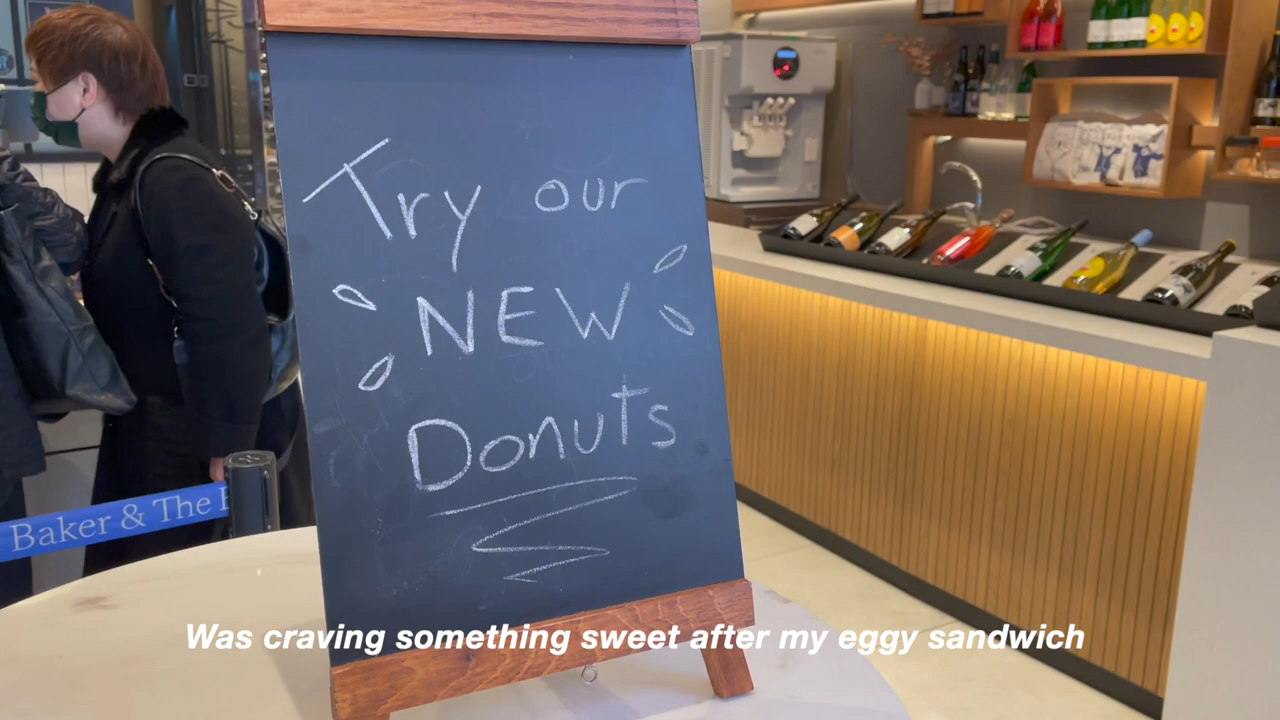 Try our
NEW
Donuts
Baker & The
Was craving something sweet after my eggy sandwich